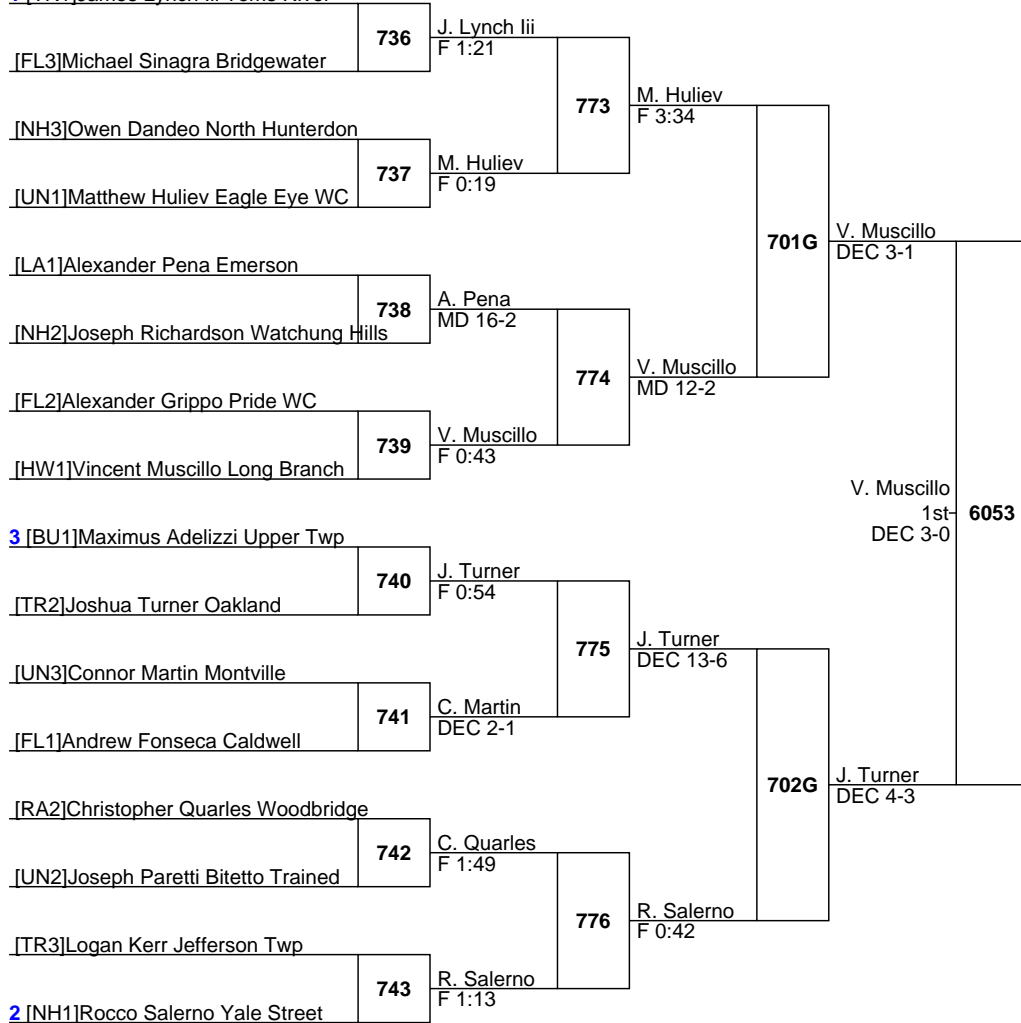 736
J. Lynch Iii
F 1:21
[FL3]Michael Sinagra Bridgewater
773
M. Huliev
F 3:34
[NH3]Owen Dandeo North Hunterdon
737
M. Huliev
F 0:19
[UN1]Matthew Huliev Eagle Eye WC
701G
V. Muscillo
DEC 3-1
[LA1]Alexander Pena Emerson
738
A. Pena
MD 16-2
[NH2]Joseph Richardson Watchung Hills
774
V. Muscillo
MD 12-2
[FL2]Alexander Grippo Pride WC
739
V. Muscillo
F 0:43
[HW1]Vincent Muscillo Long Branch
V. Muscillo
1st
DEC 3-0
6053
3 [BU1]Maximus Adelizzi Upper Twp
740
J. Turner
F 0:54
[TR2]Joshua Turner Oakland
775
J. Turner
DEC 13-6
[UN3]Connor Martin Montville
741
C. Martin
DEC 2-1
[FL1]Andrew Fonseca Caldwell
702G
J. Turner
DEC 4-3
[RA2]Christopher Quarles Woodbridge
742
C. Quarles
F 1:49
[UN2]Joseph Paretti Bitetto Trained
776
R. Salerno
F 0:42
[TR3]Logan Kerr Jefferson Twp
743
R. Salerno
F 1:13
2 [NH1]Rocco Salerno Yale Street